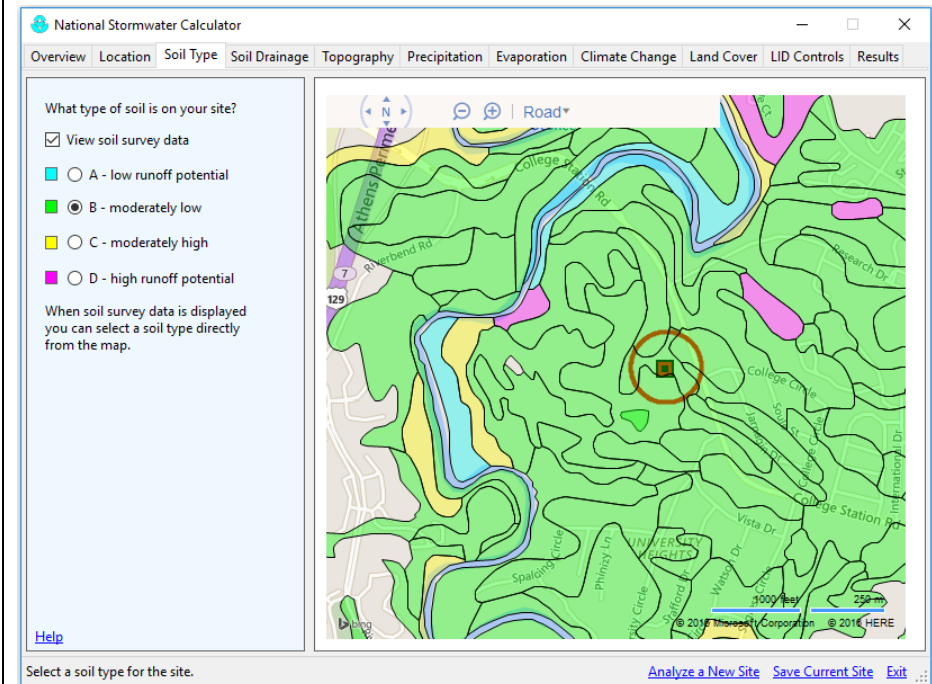 National Stormwater Calculator
Overview Location Soil Type Soil Drainage Topography Precipitation Evaporation Climate Change Land Cover LID Controls Results
What type of soil is on your site?
View soil survey data
A - low runoff potential
B - moderately low
C - moderately high
D - high runoff potential
When soil survey data is displayed
you can select a soil type directly
from the map.
Help
N
Road
College Station Rd
Athens Perime
Riverbend Rd
7
129
Research Dr
College Circle
South St
Jarnagin Dr
College Circle
International Dr
College Station Rd
Vista Dr
UNIVERSITY
HEIGHTS
Spalding Circle
Phinizy Ln
Stafford Dr
Watson Dr
1000 feet
250 m
bing
© 2016 Microsoft Corporation © 2016 HERE
Select a soil type for the site.
Analyze a New Site Save Current Site Exit